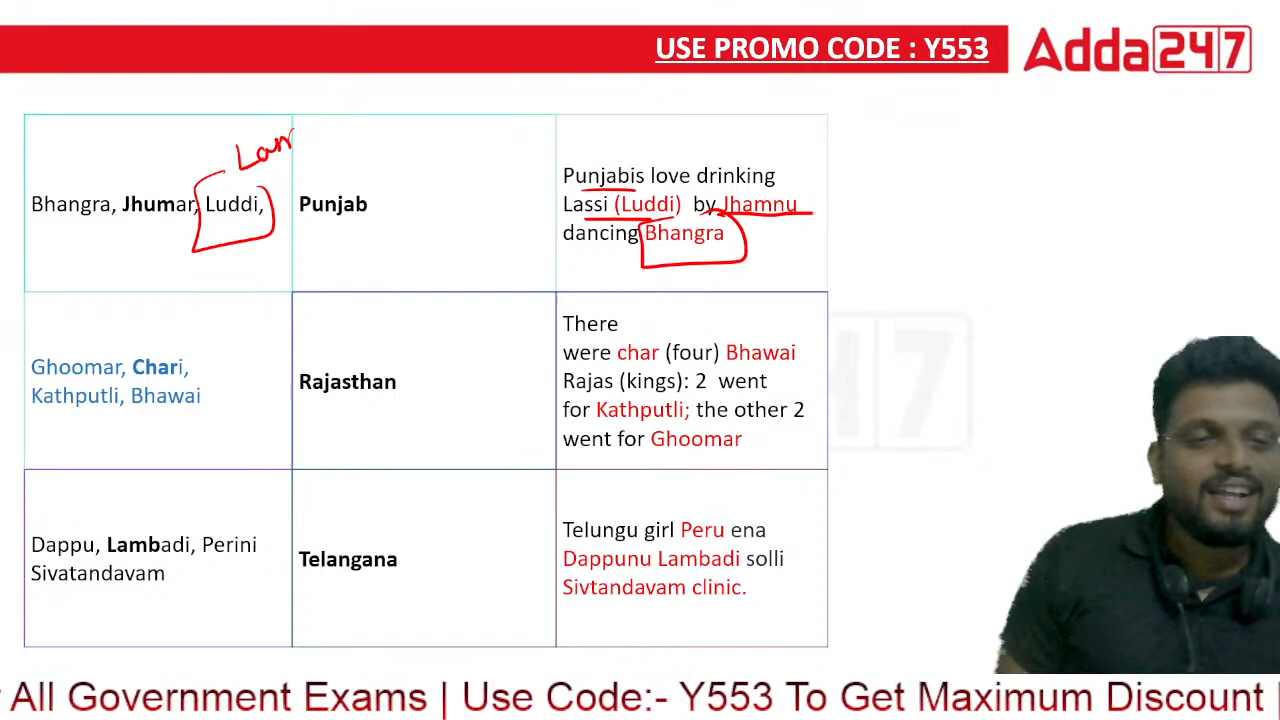 USE PROMO CODE : Y553
Adda247
Bhangra, Jhumar, Luddi,
Punjab
Punjabis love drinking
Lassi (Luddi) by Jhamnu
dancing Bhangra
Ghoomar, Chari,
Kathputli, Bhawai
Rajasthan
There
were char (four) Bhawai
Rajas (kings): 2 went
for Kathputli; the other 2
went for Ghoomar
Dappu, Lambadi, Perini
Sivatandavam
Telangana
Telungu girl Peru ena
Dappunu Lambadi solli
Sivtandavam clinic.
All Government Exams | Use Code:- Y553 To Get Maximum Discount |